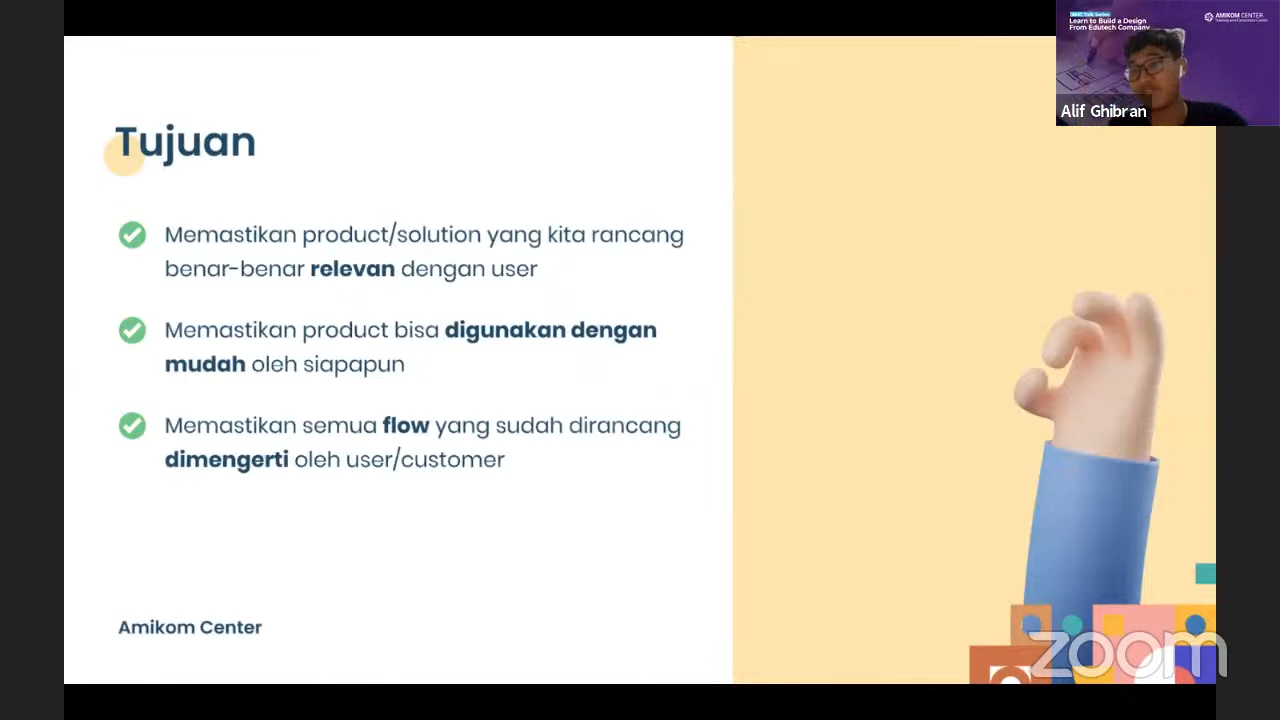 Tujuan
Memastikan product/solution yang kita rancang
benar-benar relevan dengan user
Memastikan product bisa digunakan dengan
mudah oleh siapapun
Memastikan semua flow yang sudah dirancang
dimengerti oleh user/customer
Amikom Center
Learn to Build a Design
From Edutech Company
AMIKOM CENTER
Alif Ghibran
zoom